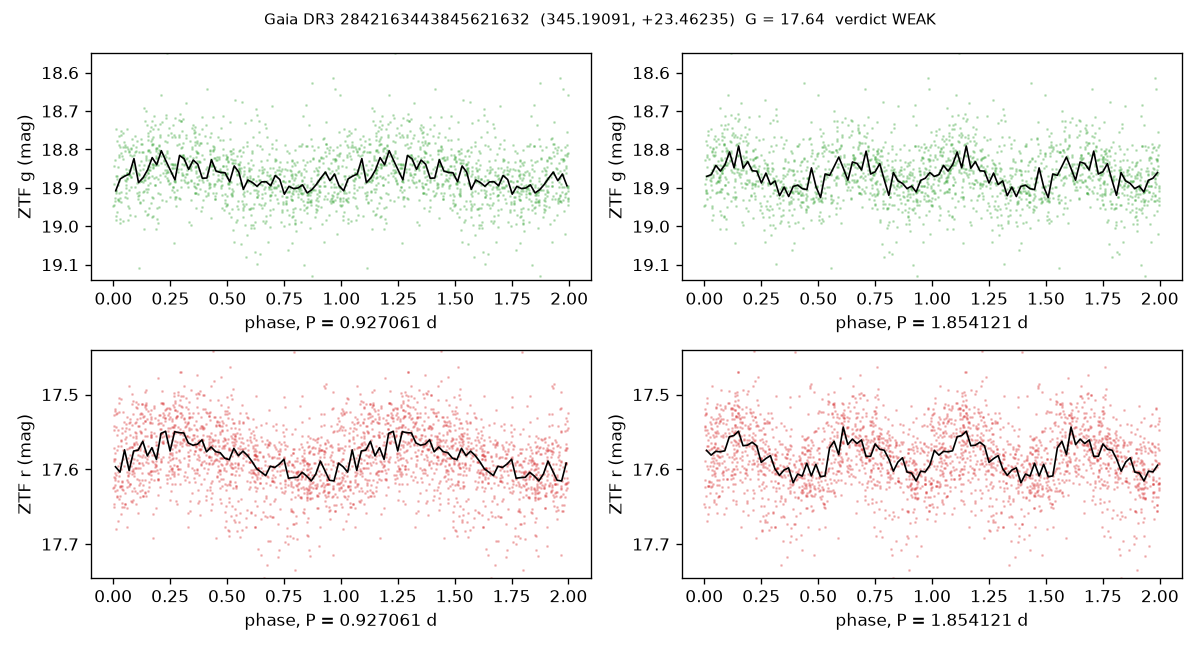 Gaia DR3 2842163443845621632  (345.19091, +23.46235)  G = 17.64  verdict WEAK
ZTF g (mag)
18.6
18.7
18.8
18.9
19.0
19.1
0.00 0.25 0.50 0.75 1.00 1.25 1.50 1.75 2.00
phase, P = 0.927061 d
ZTF g (mag)
18.6
18.7
18.8
18.9
19.0
19.1
0.00 0.25 0.50 0.75 1.00 1.25 1.50 1.75 2.00
phase, P = 1.854121 d
ZTF r (mag)
17.5
17.6
17.7
0.00 0.25 0.50 0.75 1.00 1.25 1.50 1.75 2.00
phase, P = 0.927061 d
ZTF r (mag)
17.5
17.6
17.7
0.00 0.25 0.50 0.75 1.00 1.25 1.50 1.75 2.00
phase, P = 1.854121 d